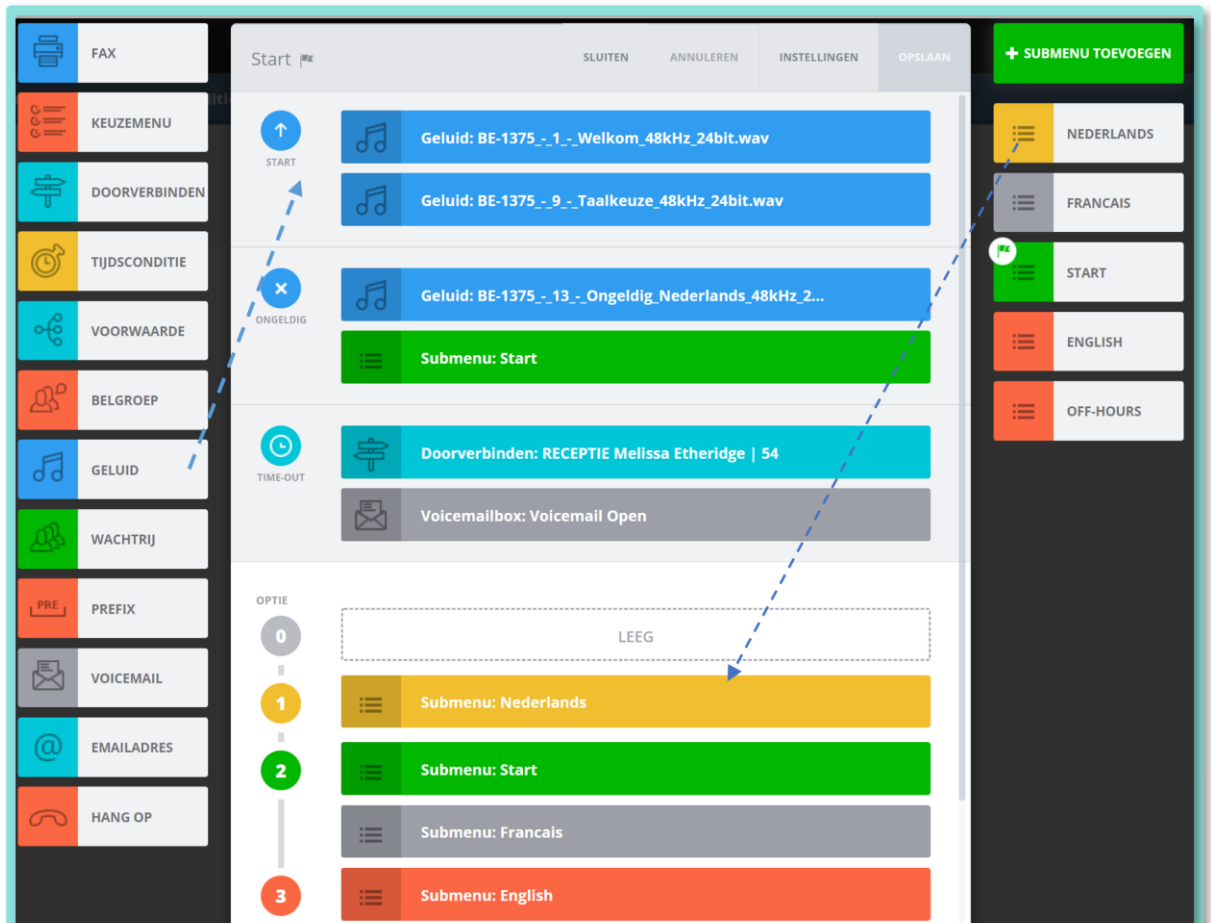 FAX
KEUZEMENU
DOORVERBINDEN
TIJDSCONDITIE
VOORWAARDE
BELGROEP
GELUID
WACHTRIJ
PRE
PREFIX
VOICEMAIL
@
EMAILADRES
HANG OP
Start
SLUITEN
ANNULEREN
INSTELLINGEN
OPSLAAN
START
Geluid: BE-1375_-_1_-_Welkom_48kHz_24bit.wav
Geluid: BE-1375_-_9_-_Taalkeuze_48kHz_24bit.wav
ONGELDIG
Geluid: BE-1375_-_13_-_Ongeldig_Nederlands_48kHz_2...
Submenu: Start
TIME-OUT
Doorverbinden: RECEPTIE Melissa Etheridge | 54
Voicemailbox: Voicemail Open
OPTIE
0
LEEG
1
Submenu: Nederlands
2
Submenu: Start
Submenu: Francais
3
Submenu: English
+ SUBMENU TOEVOEGEN
NEDERLANDS
FRANCAIS
START
ENGLISH
OFF-HOURS